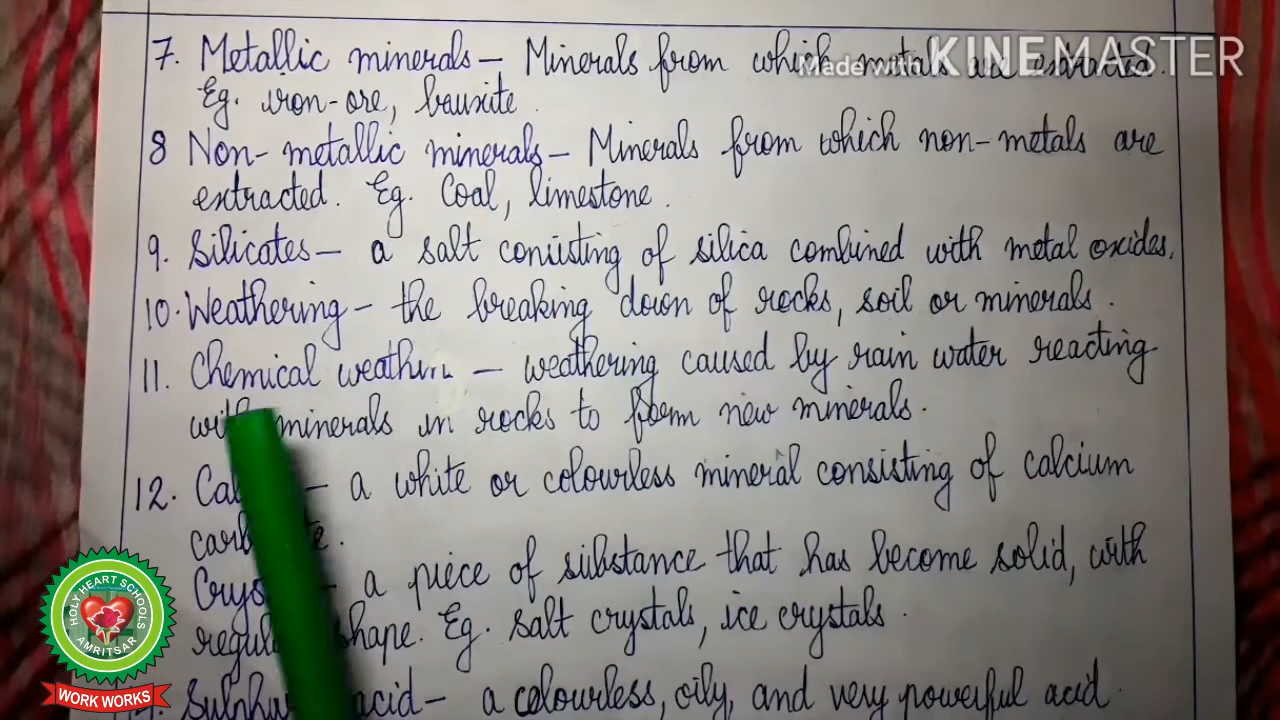 7. Metallic minerals – Minerals from which metals are extracted.
Eg. iron-ore, bauxite.
8 Non-metallic minerals – Minerals from which non-metals are
extracted. Eg. Coal, limestone.
9. Silicates – a salt consisting of silica combined with metal oxides.
10. Weathering – the breaking down of rocks, soil or minerals.
11. Chemical weath – weathering caused by rain water reacting
with minerals in rocks to form new minerals.
12. – a white or colourless mineral consisting of calcium
– a piece of substance that has become solid, with
shape. Eg. salt crystals, ice crystals.
acid – a colourless, oily, and very powerful acid.
Made with KINEMASTER
HOLY HEART SCHOOLS
AMRITSAR
WORK WORKS